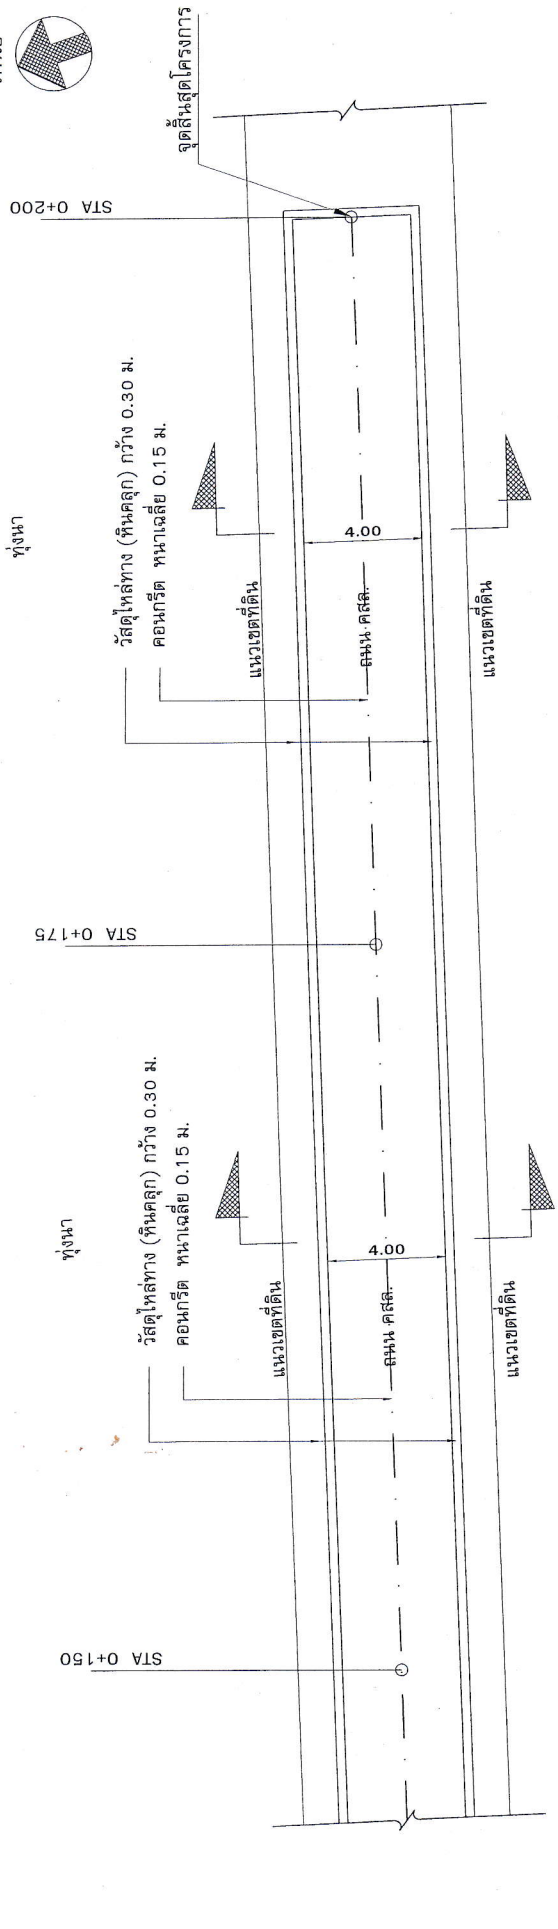 STA 0+150
STA 0+175
STA 0+200
ทุ่งนา
ทุ่งนา
วัสดุไหล่ทาง (หินคลุก) กว้าง 0.30 ม.
คอนกรีต หนาเฉลี่ย 0.15 ม.
วัสดุไหล่ทาง (หินคลุก) กว้าง 0.30 ม.
คอนกรีต หนาเฉลี่ย 0.15 ม.
จุดสิ้นสุดโครงการ
แนวเขตที่ดิน
แนวเขตที่ดิน
4.00
4.00
ถนน คสล.
ถนน คสล.
แนวเขตที่ดิน
แนวเขตที่ดิน